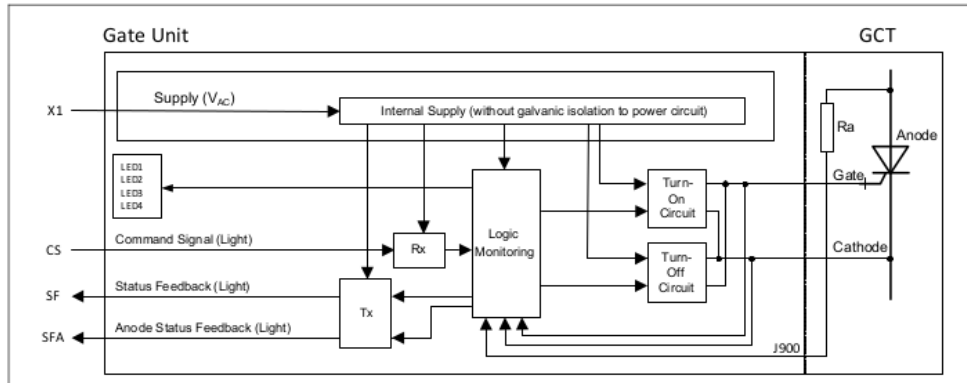 Gate Unit
GCT
X1
Supply (VAC)
Internal Supply (without galvanic isolation to power circuit)
Ra
Anode
LED1
LED2
LED3
LED4
Gate
Turn-
On
Circuit
CS
Command Signal (Light)
Rx
Logic
Monitoring
Cathode
Turn-
Off
Circuit
SF
Status Feedback (Light)
Tx
SFA
Anode Status Feedback (Light)
J900